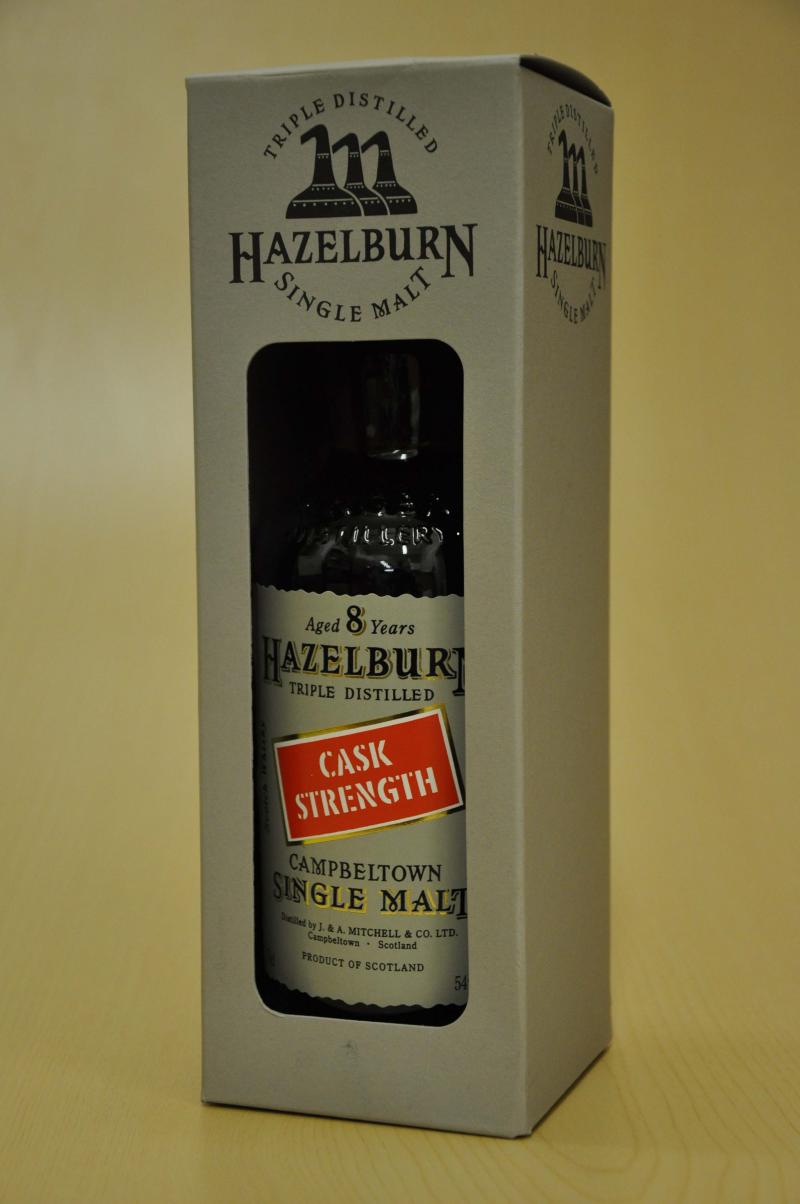 TRIPLE DISTILLED
HAZELBURN
SINGLE MALT
TRIPLE DISTILLED
HAZELBURN
SINGLE MALT
Aged 8 Years
HAZELBURN
TRIPLE DISTILLED
CASK
STRENGTH
CAMPBELTOWN
SINGLE MALT
Distilled by J. & A. MITCHELL & CO. LTD.
Campbeltown · Scotland
PRODUCT OF SCOTLAND
54